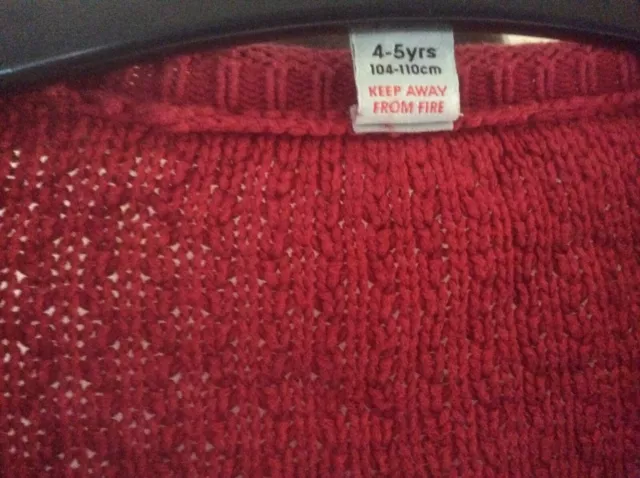 4-5yrs
104-110cm
KEEP AWAY
FROM FIRE